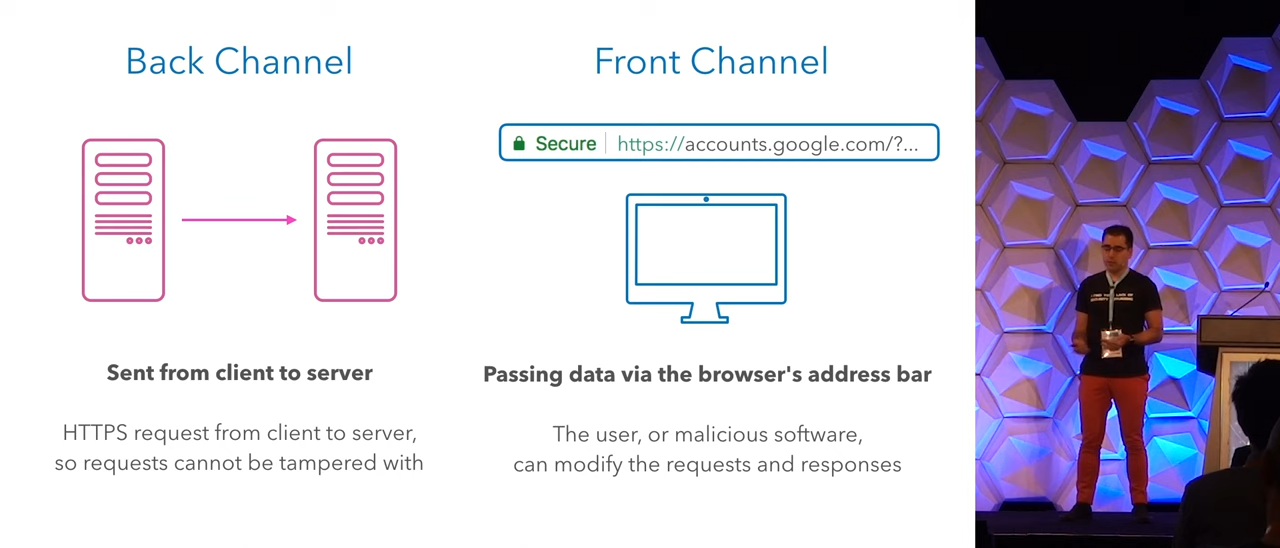 Back Channel
Front Channel
Secure https://accounts.google.com/?...
Sent from client to server
HTTPS request from client to server,
so requests cannot be tampered with
Passing data via the browser's address bar
The user, or malicious software,
can modify the requests and responses